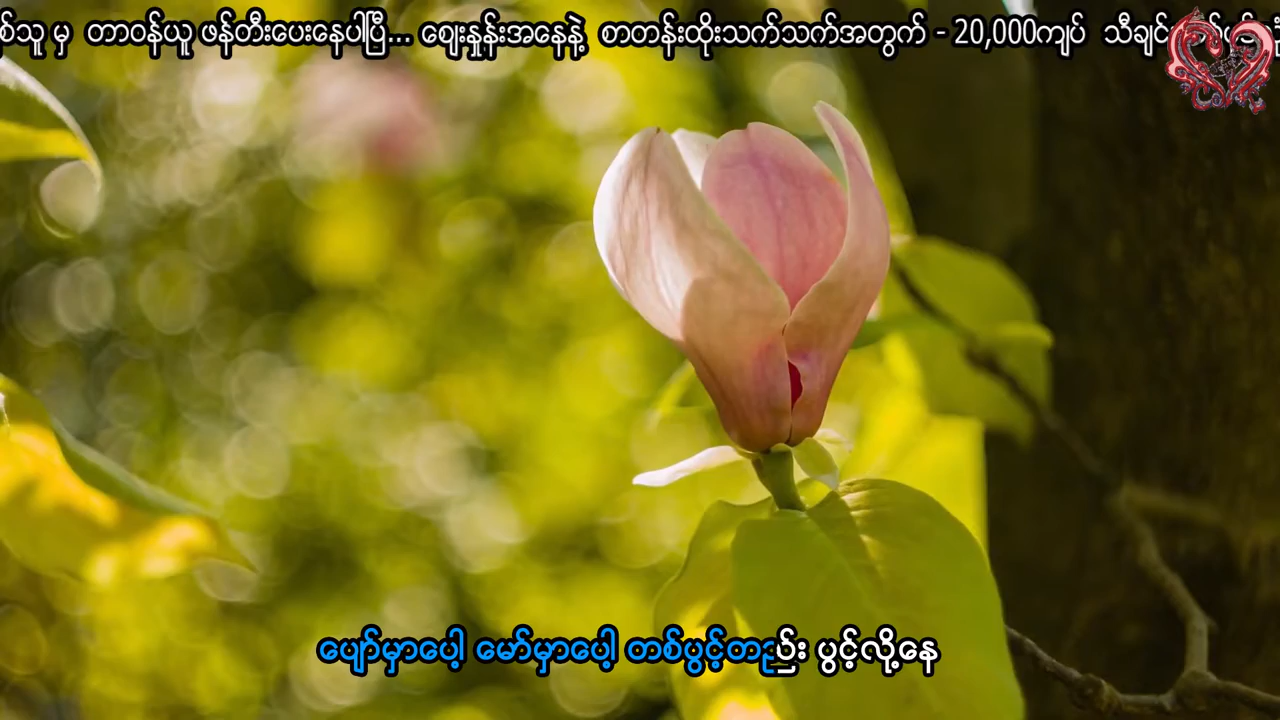 စ်သူ မှ တာဝန်ယူ ဖန်တီးပေးနေပါပြီ... ဈေးနှုန်းအနေနဲ့ စာတန်းထိုးသက်သက်အတွက် - 20,000ကျပ် သီချင်
ပျော်မှာပေါ့ မော်မှာပေါ့ တစ်ပွင့်တည်း ပွင့်လို့နေ